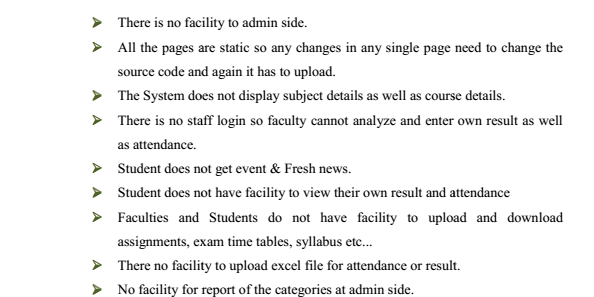 There is no facility to admin side.
All the pages are static so any changes in any single page need to change the
source code and again it has to upload.
The System does not display subject details as well as course details.
There is no staff login so faculty cannot analyze and enter own result as well
as attendance.
Student does not get event & Fresh news.
Student does not have facility to view their own result and attendance
Faculties and Students do not have facility to upload and download
assignments, exam time tables, syllabus etc...
There no facility to upload excel file for attendance or result.
No facility for report of the categories at admin side.